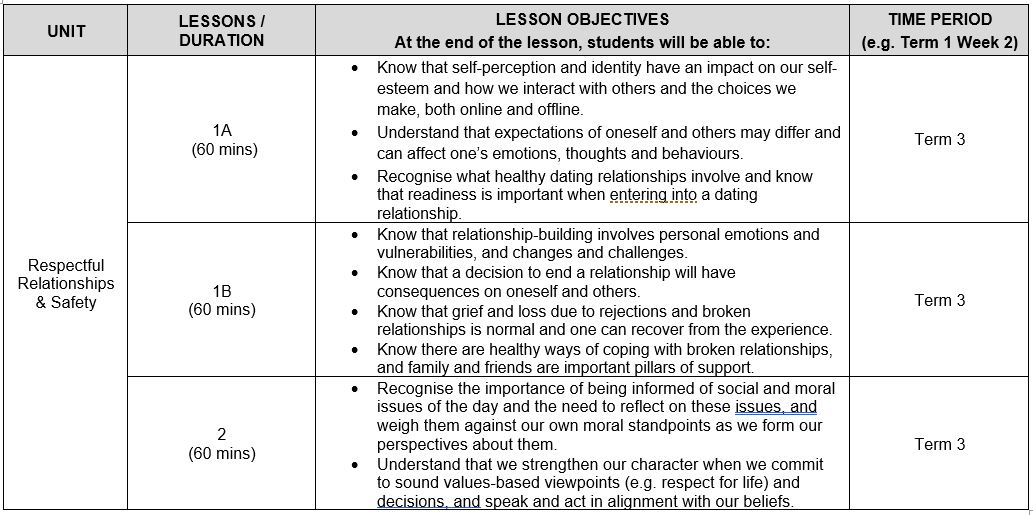 UNIT
LESSONS /
DURATION
LESSON OBJECTIVES
At the end of the lesson, students will be able to:
TIME PERIOD
(e.g. Term 1 Week 2)
Respectful
Relationships
& Safety
1A
(60 mins)
• Know that self-perception and identity have an impact on our self-
esteem and how we interact with others and the choices we
make, both online and offline.
• Understand that expectations of oneself and others may differ and
can affect one’s emotions, thoughts and behaviours.
• Recognise what healthy dating relationships involve and know
that readiness is important when entering into a dating
relationship.
Term 3
1B
(60 mins)
• Know that relationship-building involves personal emotions and
vulnerabilities, and changes and challenges.
• Know that a decision to end a relationship will have
consequences on oneself and others.
• Know that grief and loss due to rejections and broken
relationships is normal and one can recover from the experience.
• Know there are healthy ways of coping with broken relationships,
and family and friends are important pillars of support.
Term 3
2
(60 mins)
• Recognise the importance of being informed of social and moral
issues of the day and the need to reflect on these issues, and
weigh them against our own moral standpoints as we form our
perspectives about them.
• Understand that we strengthen our character when we commit
to sound values-based viewpoints (e.g. respect for life) and
decisions, and speak and act in alignment with our beliefs.
Term 3